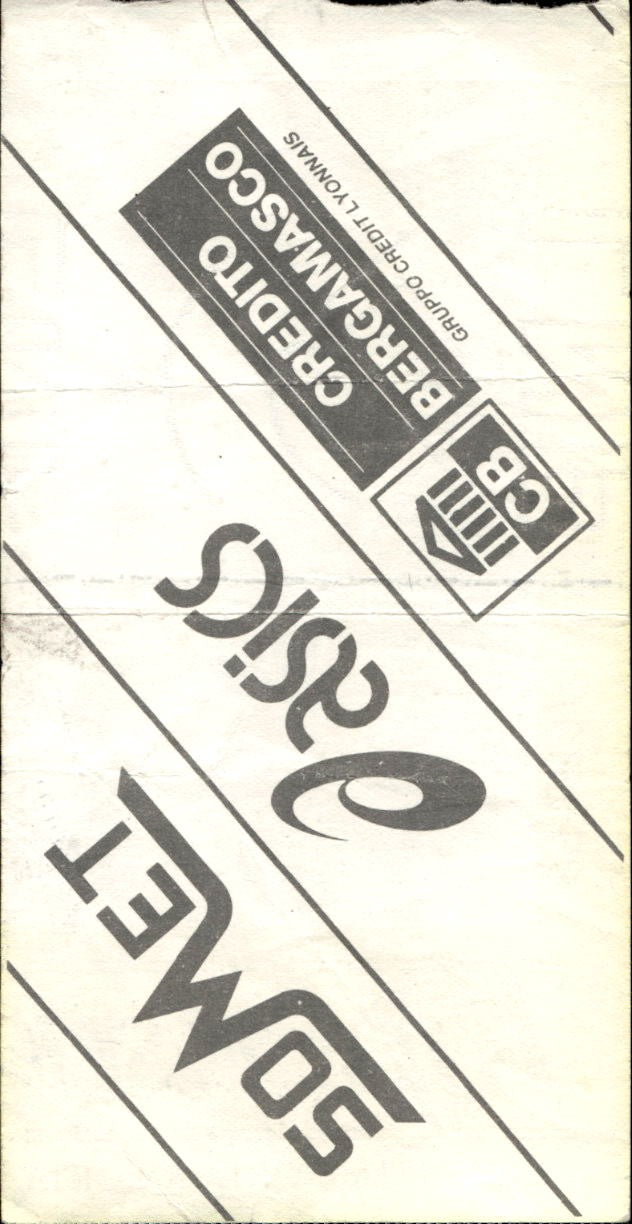 SOMET
asics
CB
CREDITO
BERGAMASCO
GRUPPO CREDIT LYONNAIS